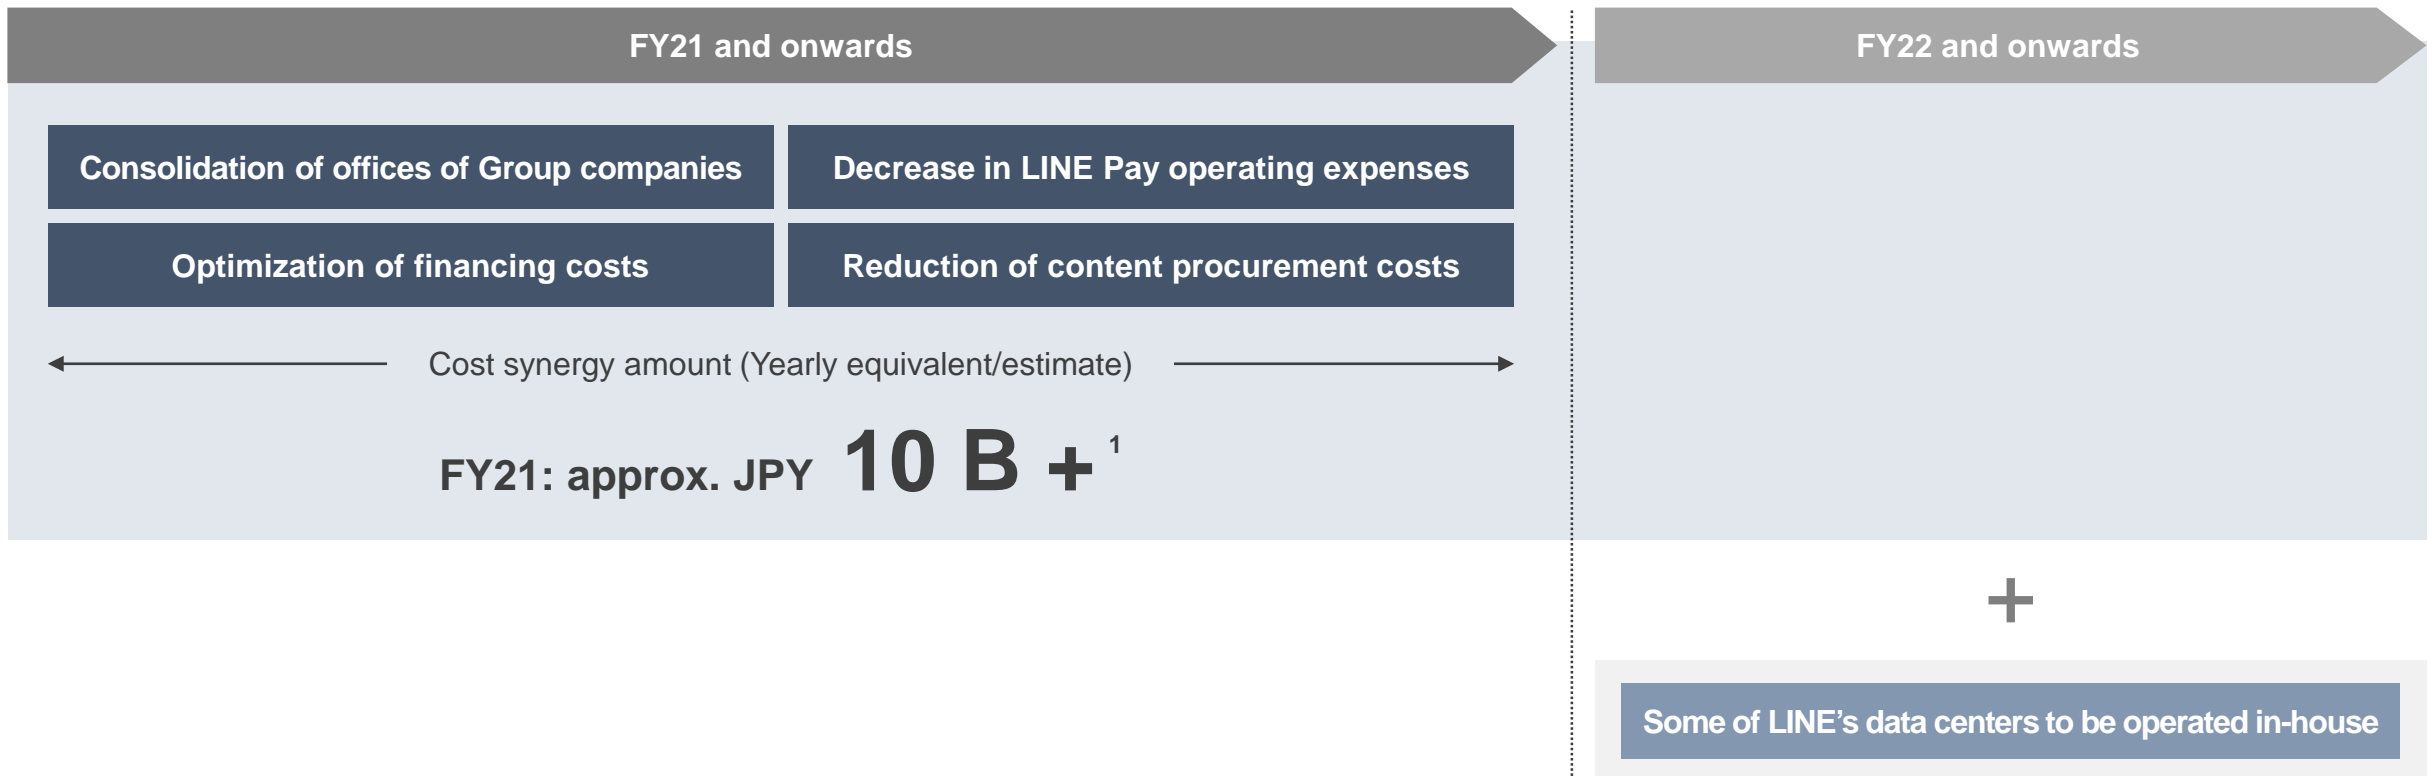 FY21 and onwards
FY22 and onwards
Consolidation of offices of Group companies
Decrease in LINE Pay operating expenses
Optimization of financing costs
Reduction of content procurement costs
Cost synergy amount (Yearly equivalent/estimate)
FY21: approx. JPY 10 B + 1
+
Some of LINE’s data centers to be operated in-house